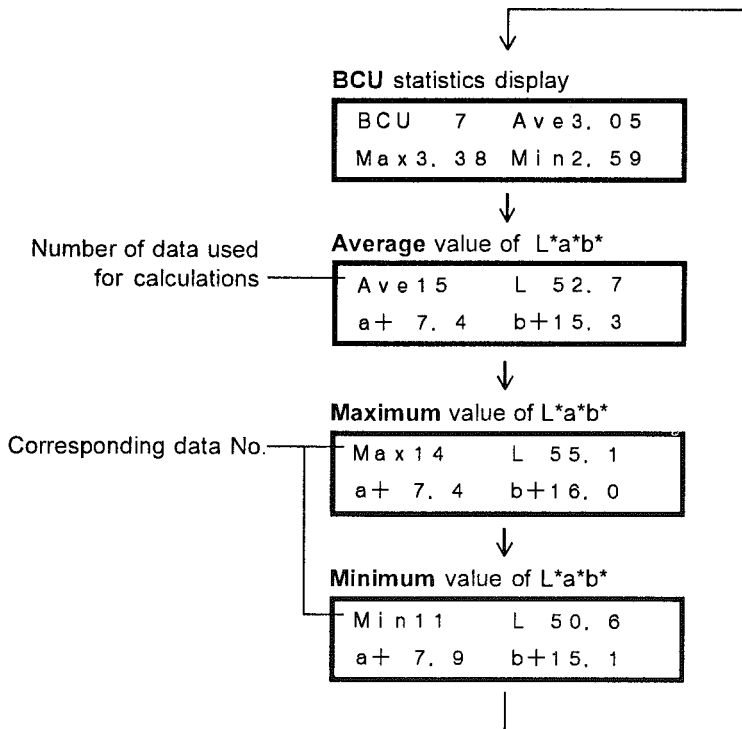 BCU statistics display
BCU 7 Ave3. 05
Max3. 38 Min2. 59
Number of data used
for calculations
Average value of L*a*b*
Ave15 L 52. 7
a+ 7. 4 b+15. 3
Maximum value of L*a*b*
Corresponding data No.
Max14 L 55. 1
a+ 7. 4 b+16. 0
Minimum value of L*a*b*
Min11 L 50. 6
a+ 7. 9 b+15. 1